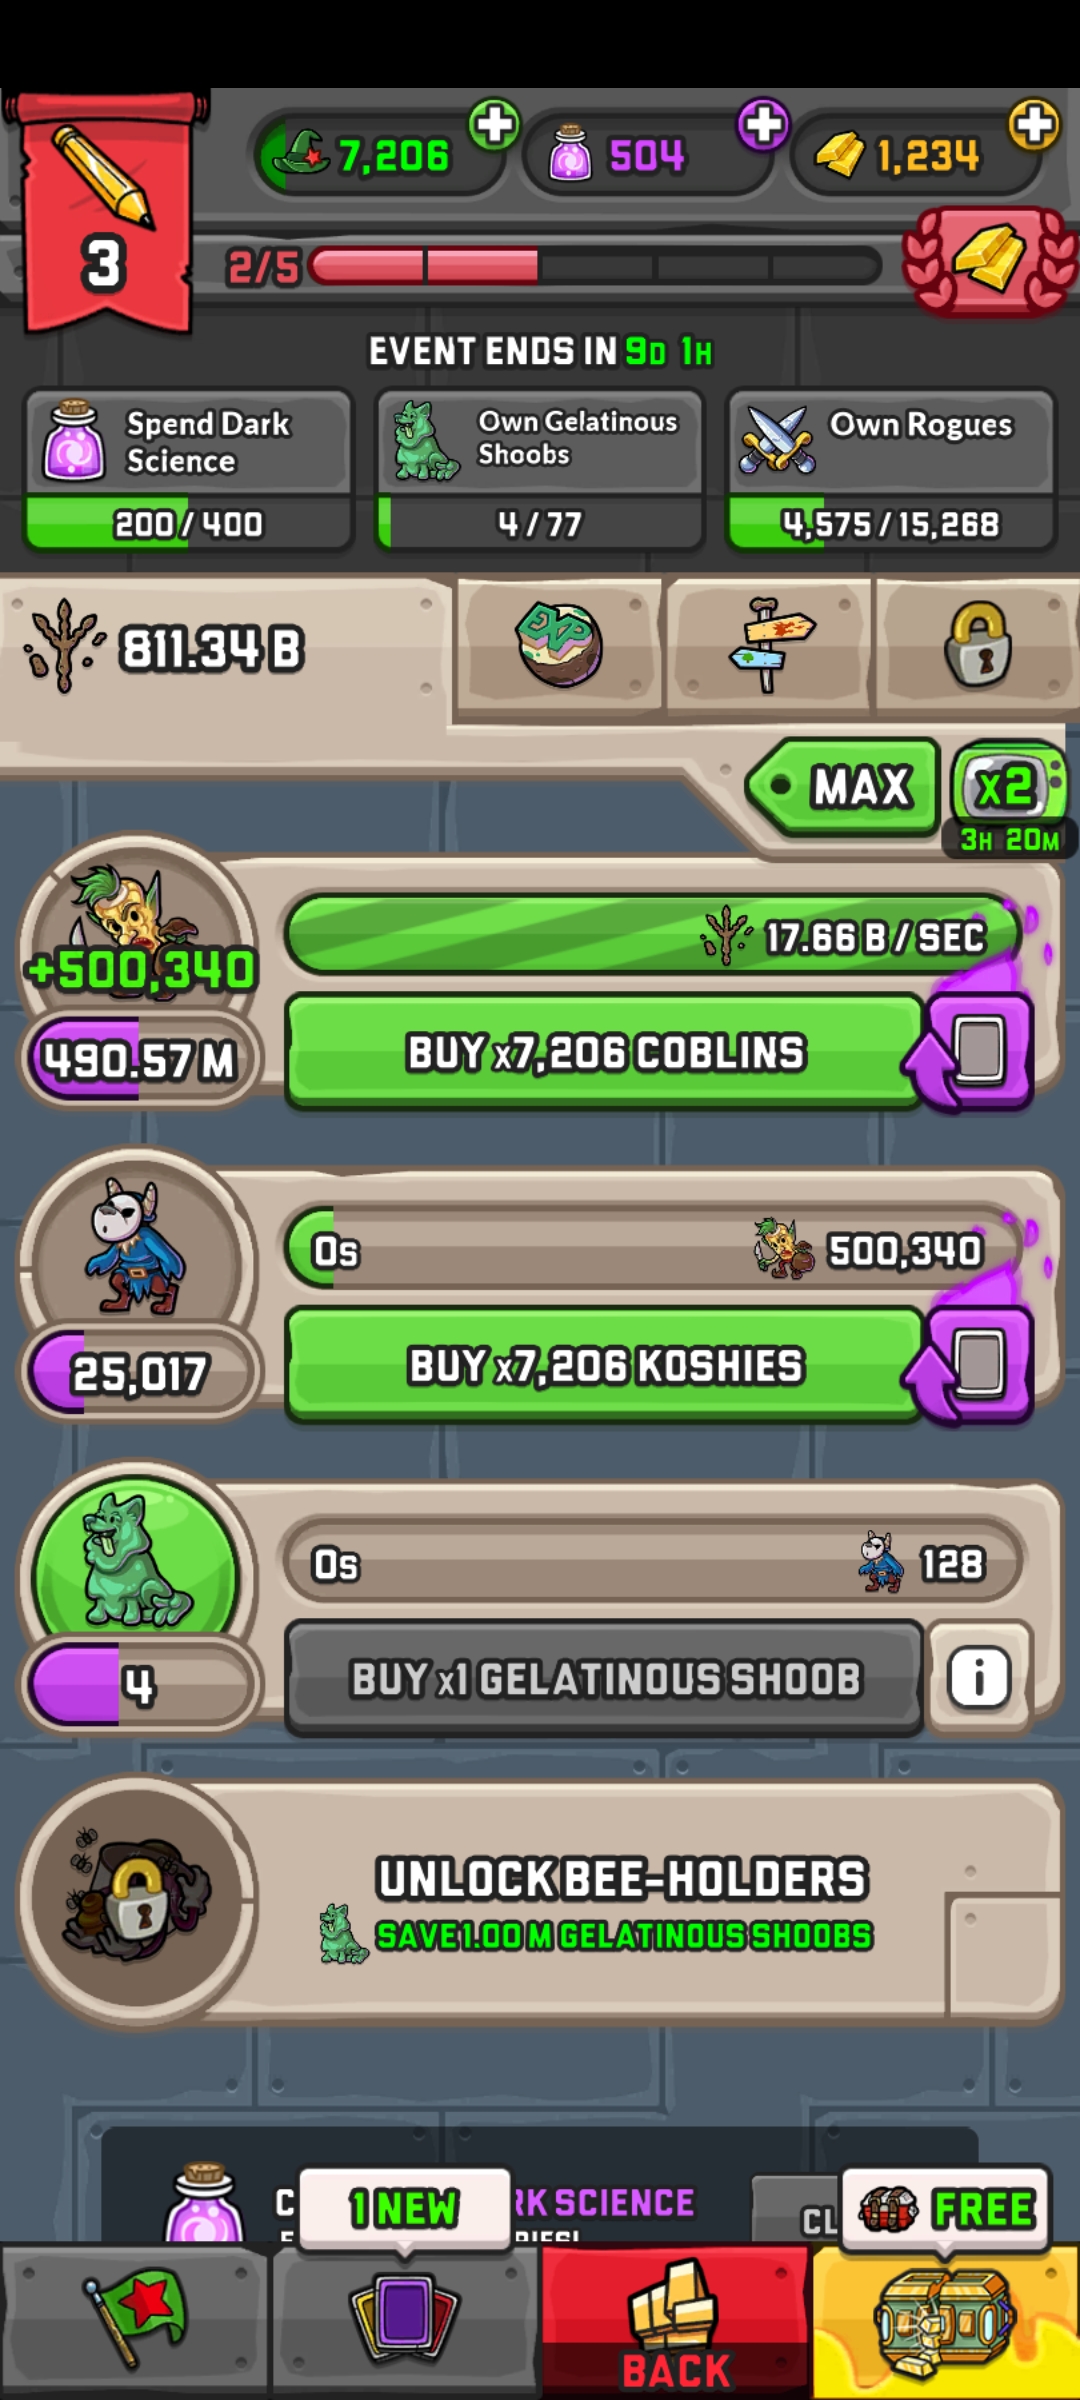 7,206
504
1,234
3
2/5
EVENT ENDS IN 9D 1H
Spend Dark
Science
200 / 400
Own Gelatinous
Shoobs
4 / 77
Own Rogues
4,575 / 15,268
811.34 B
EXP
MAX
x2
3H 20M
17.66 B / SEC
+500,340
490.57 M
BUY x7,206 COBLINS
0s
500,340
25,017
BUY x7,206 KOSHIES
0s
128
4
BUY x1 GELATINOUS SHOOB
i
UNLOCK BEE-HOLDERS
SAVE 1.00 M GELATINOUS SHOOBS
SCIENCE
1 NEW
FREE
BACK